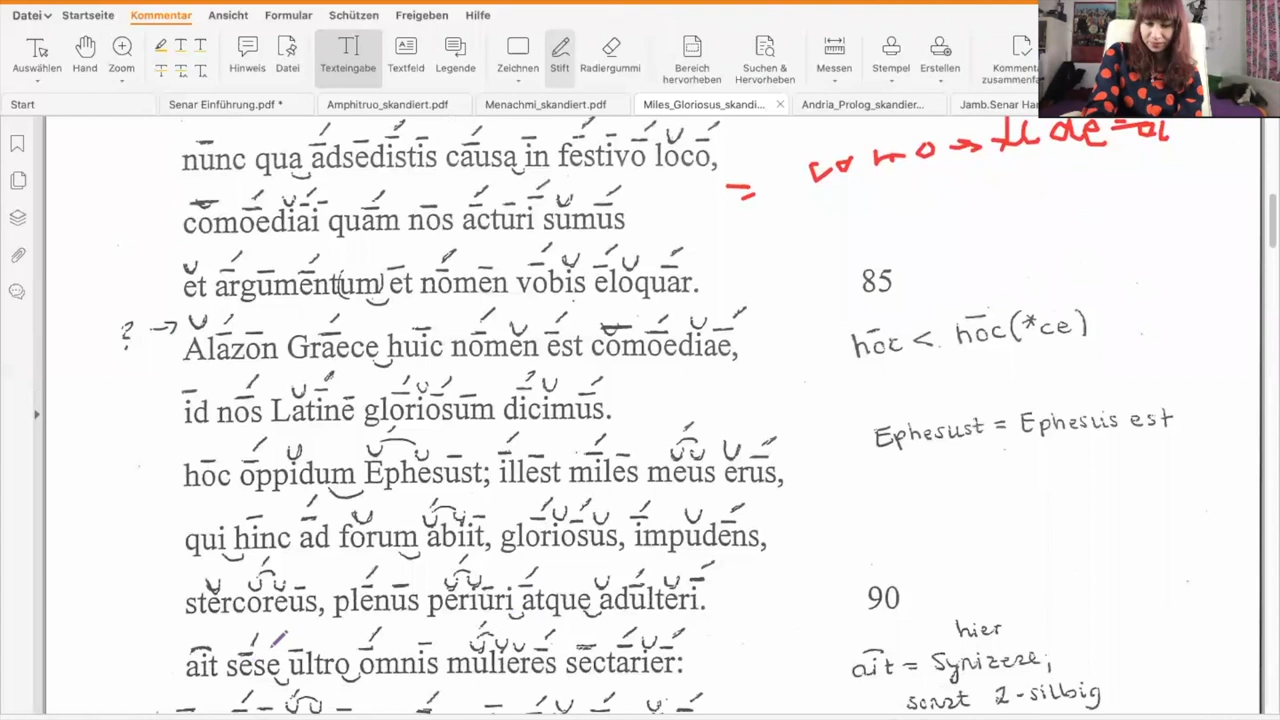 Datei Startseite Kommentar Ansicht Formular Schützen Freigeben Hilfe
Auswählen Hand Zoom Hinweis Datei Texteingabe Textfeld Legende Zeichnen Stift Radiergummi Bereich hervorheben Suchen & Hervorheben Messen Stempel Erstellen Kommenta zusammenfa
Start Senar Einführung.pdf * Amphitruo_skandiert.pdf Menachmi_skandiert.pdf Miles_Gloriosus_skandi... Andria_Prolog_skandier... Jamb.Senar Han
nunc qua adsedistis causa in festivo loco,
comoediai quam nos acturi sumus
et argumentum et nomen vobis eloquar. 85
? → Alazon Graece huic nomen est comoediae, hoc < hoc(*ce)
id nos Latine gloriosum dicimus.
Ephesust = Ephesus est
hoc oppidum Ephesust; illest miles meus erus,
qui hinc ad forum abiit, gloriosus, impudens,
stercoreus, plenus periuri atque adulteri. 90
hier
ait sese ultro omnis mulieres sectarier: ait = Synizese,
sonst 2-silbig